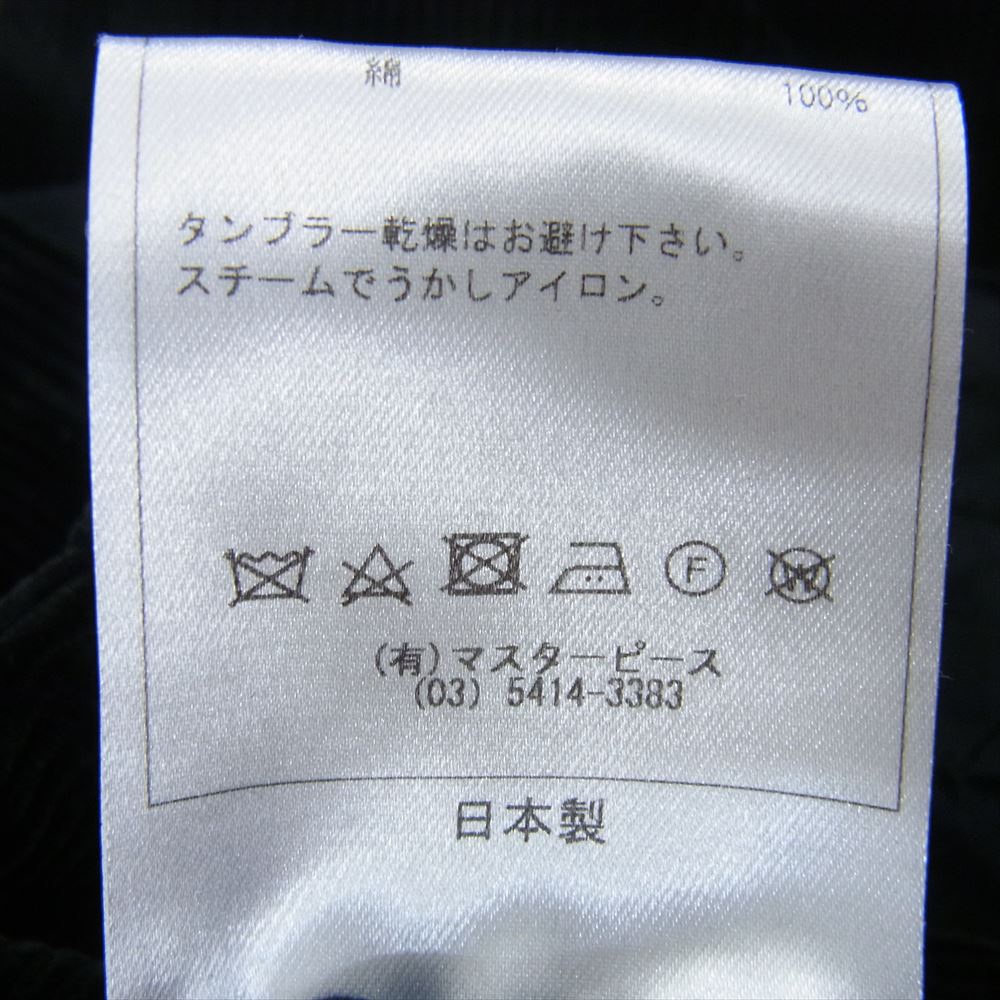 綿 100%
タンブラー乾燥はお避け下さい。
スチームでうかしアイロン。
F W
(有)マスターピース
(03) 5414-3383
日本製